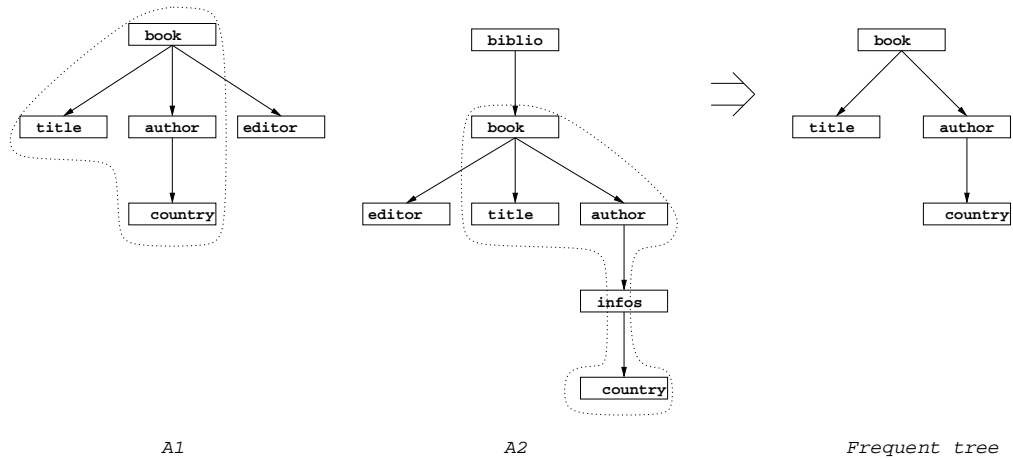 book
title author editor
country
A1
biblio
book
editor title author
infos
country
A2
book
title author
country
Frequent tree